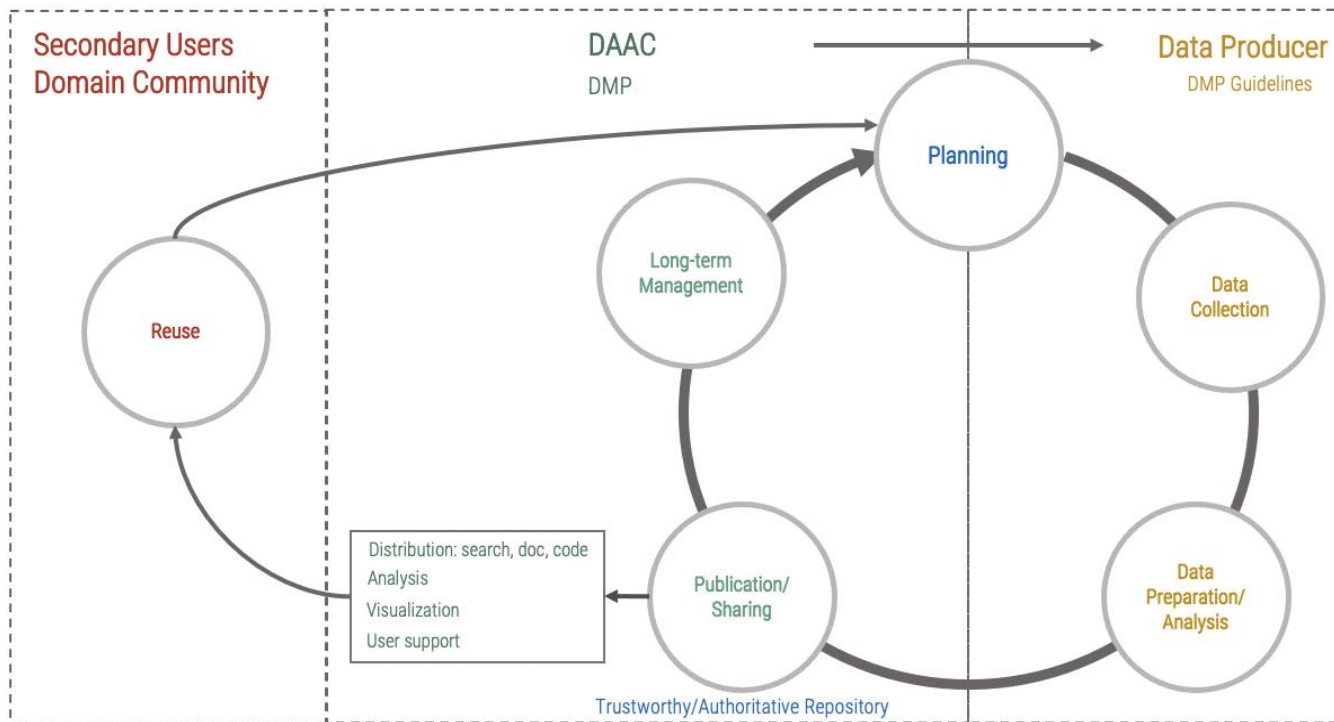 Secondary Users
Domain Community
DAAC
DMP
Data Producer
DMP Guidelines
Planning
Long-term
Management
Data
Collection
Reuse
Distribution: search, doc, code
Analysis
Visualization
User support
Publication/
Sharing
Data
Preparation/
Analysis
Trustworthy/Authoritative Repository